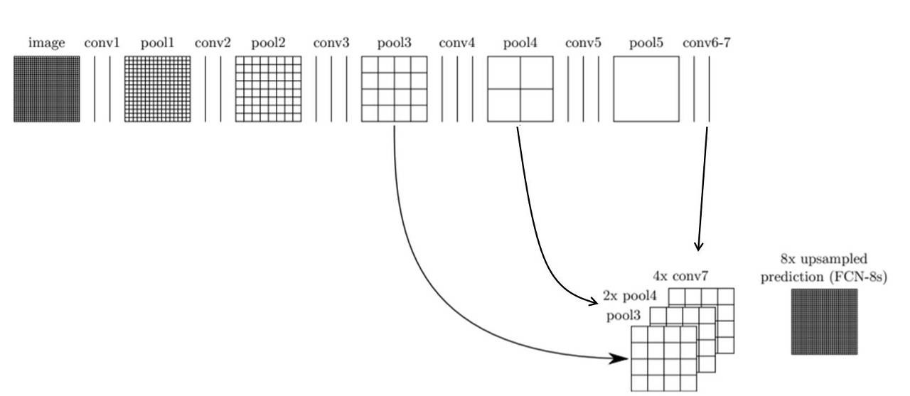 image conv1 pool1 conv2 pool2 conv3 pool3 conv4 pool4 conv5 pool5 conv6-7
8x upsampled
prediction (FCN-8s)
4x conv7
2x pool4
pool3